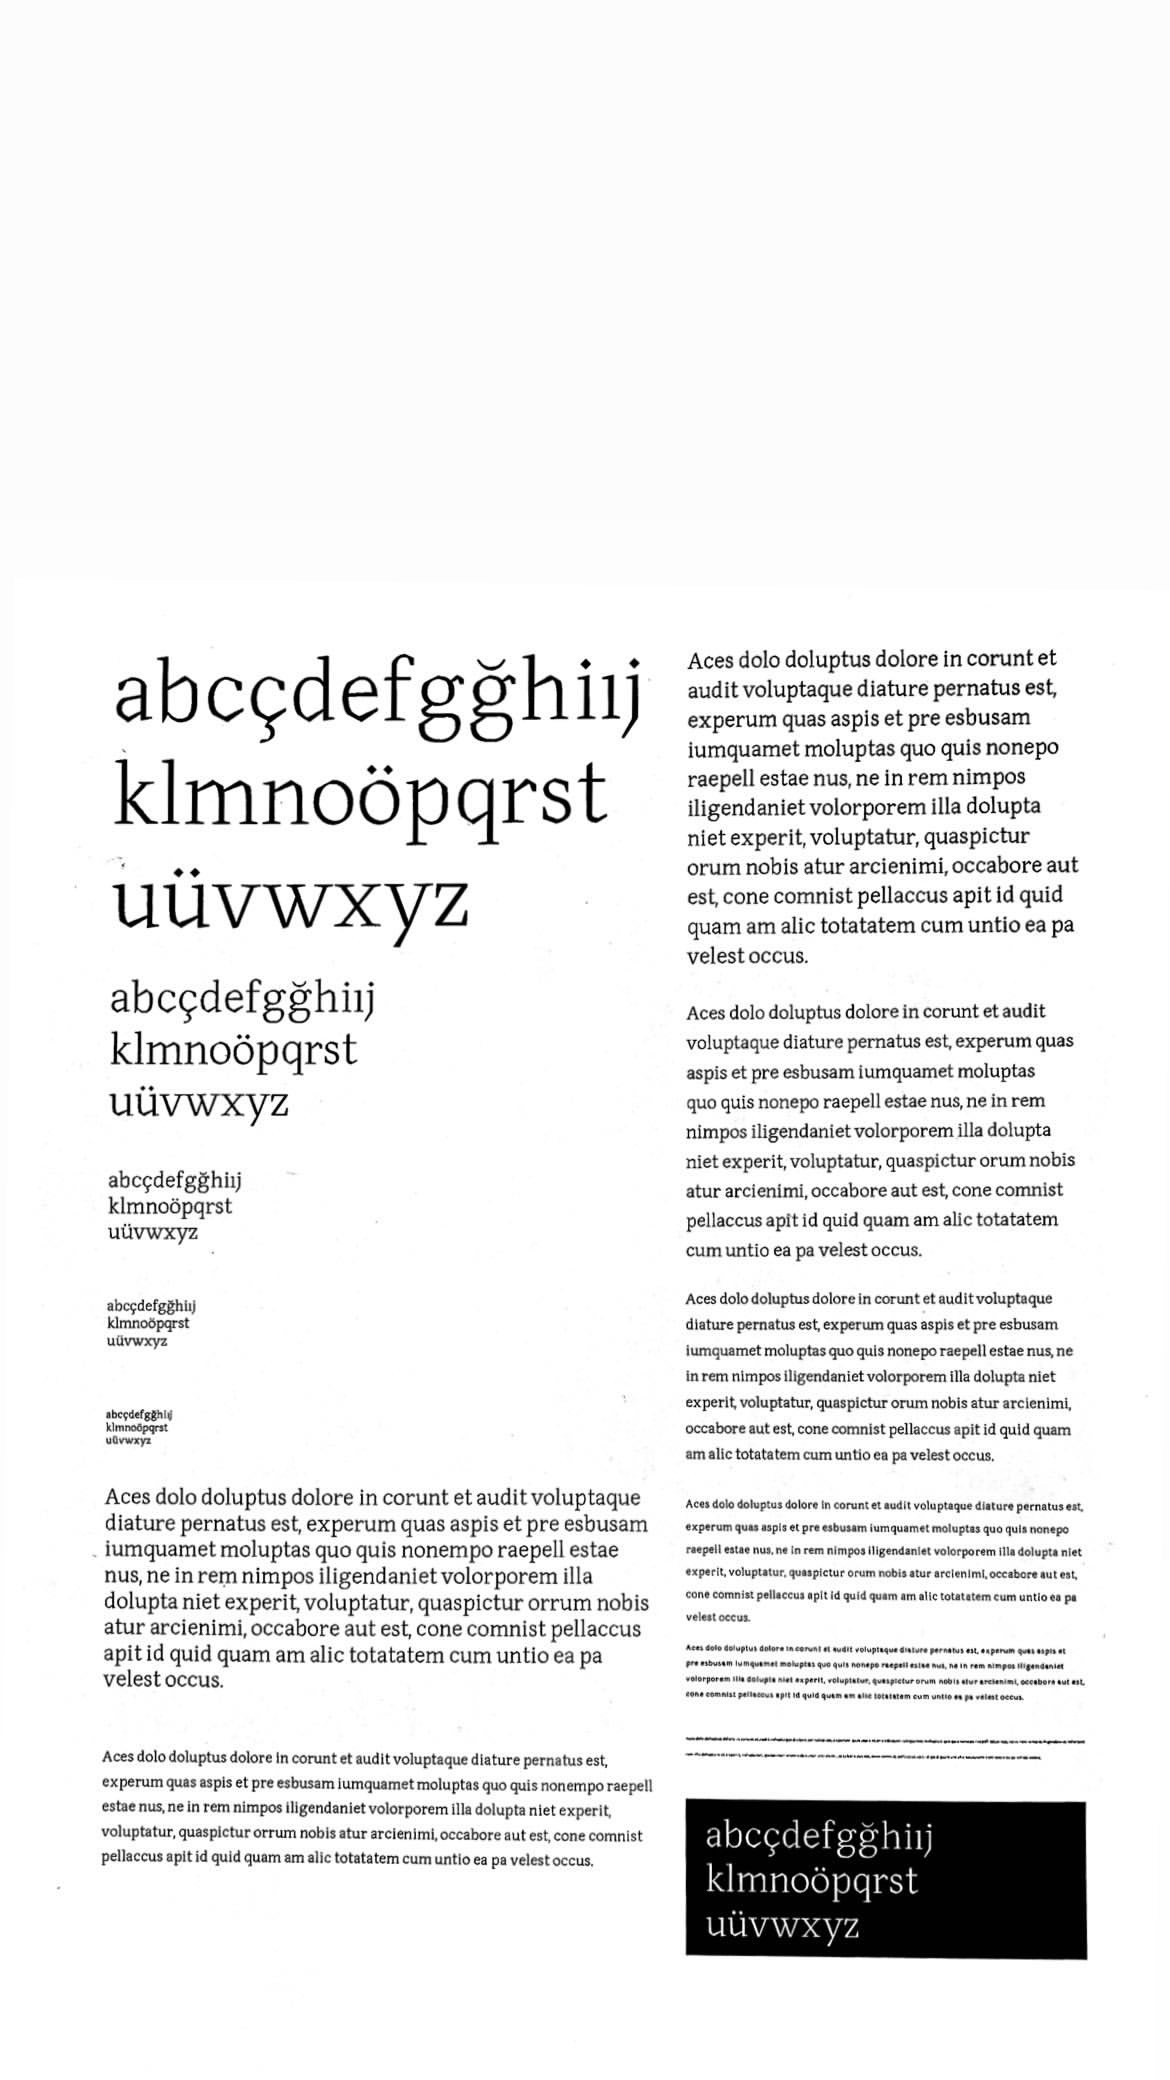 abcçdefgğhiıj
klmnoöpqrst
uüvwxyz
abcçdefgğhiıj
klmnoöpqrst
uüvwxyz
abcçdefgğhiıj
klmnoöpqrst
uüvwxyz
abcçdefgğhiıj
klmnoöpqrst
uüvwxyz
abcçdefgğhiıj
klmnoöpqrst
uüvwxyz
Aces dolo doluptus dolore in corunt et audit voluptaque
diature pernatus est, experum quas aspis et pre esbusam
iumquamet moluptas quo quis nonempo raepell estae
nus, ne in rem nimpos iligendaniet volorporem illa
dolupta niet experit, voluptatur, quaspictur orrum nobis
atur arcienimi, occabore aut est, cone comnist pellaccus
apit id quid quam am alic totatatem cum untio ea pa
velest occus.
Aces dolo doluptus dolore in corunt et audit voluptaque diature pernatus est,
experum quas aspis et pre esbusam iumquamet moluptas quo quis nonempo raepell
estae nus, ne in rem nimpos iligendaniet volorporem illa dolupta niet experit,
voluptatur, quaspictur orrum nobis atur arcienimi, occabore aut est, cone comnist
pellaccus apit id quid quam am alic totatatem cum untio ea pa velest occus.
Aces dolo doluptus dolore in corunt et
audit voluptaque diature pernatus est,
experum quas aspis et pre esbusam
iumquamet moluptas quo quis nonepo
raepell estae nus, ne in rem nimpos
iligendaniet volorporem illa dolupta
niet experit, voluptatur, quaspictur
orum nobis atur arcienimi, occabore aut
est, cone comnist pellaccus apit id quid
quam am alic totatatem cum untio ea pa
velest occus.
Aces dolo doluptus dolore in corunt et audit
voluptaque diature pernatus est, experum quas
aspis et pre esbusam iumquamet moluptas
quo quis nonepo raepell estae nus, ne in rem
nimpos iligendaniet volorporem illa dolupta
niet experit, voluptatur, quaspictur orum nobis
atur arcienimi, occabore aut est, cone comnist
pellaccus apit id quid quam am alic totatatem
cum untio ea pa velest occus.
Aces dolo doluptus dolore in corunt et audit voluptaque
diature pernatus est, experum quas aspis et pre esbusam
iumquamet moluptas quo quis nonepo raepell estae nus, ne
in rem nimpos iligendaniet volorporem illa dolupta niet
experit, voluptatur, quaspictur orum nobis atur arcienimi,
occabore aut est, cone comnist pellaccus apit id quid quam
am alic totatatem cum untio ea pa velest occus.
Aces dolo doluptus dolore in corunt et audit voluptaque diature pernatus est,
experum quas aspis et pre esbusam iumquamet moluptas quo quis nonepo
raepell estae nus, ne in rem nimpos iligendaniet volorporem illa dolupta niet
experit, voluptatur, quaspictur orum nobis atur arcienimi, occabore aut est,
cone comnist pellaccus apit id quid quam am alic totatatem cum untio ea pa
velest occus.
Aces dolo doluptus dolore in corunt et audit voluptaque diature pernatus est, experum quas aspis et
pre esbusam iumquamet moluptas quo quis nonepo raepell estae nus, ne in rem nimpos iligendaniet
volorporem illa dolupta niet experit, voluptatur, quaspictur orum nobis atur arcienimi, occabore aut est,
cone comnist pellaccus apit id quid quam am alic totatatem cum untio ea pa velest occus.
abcçdefgğhiıj
klmnoöpqrst
uüvwxyz